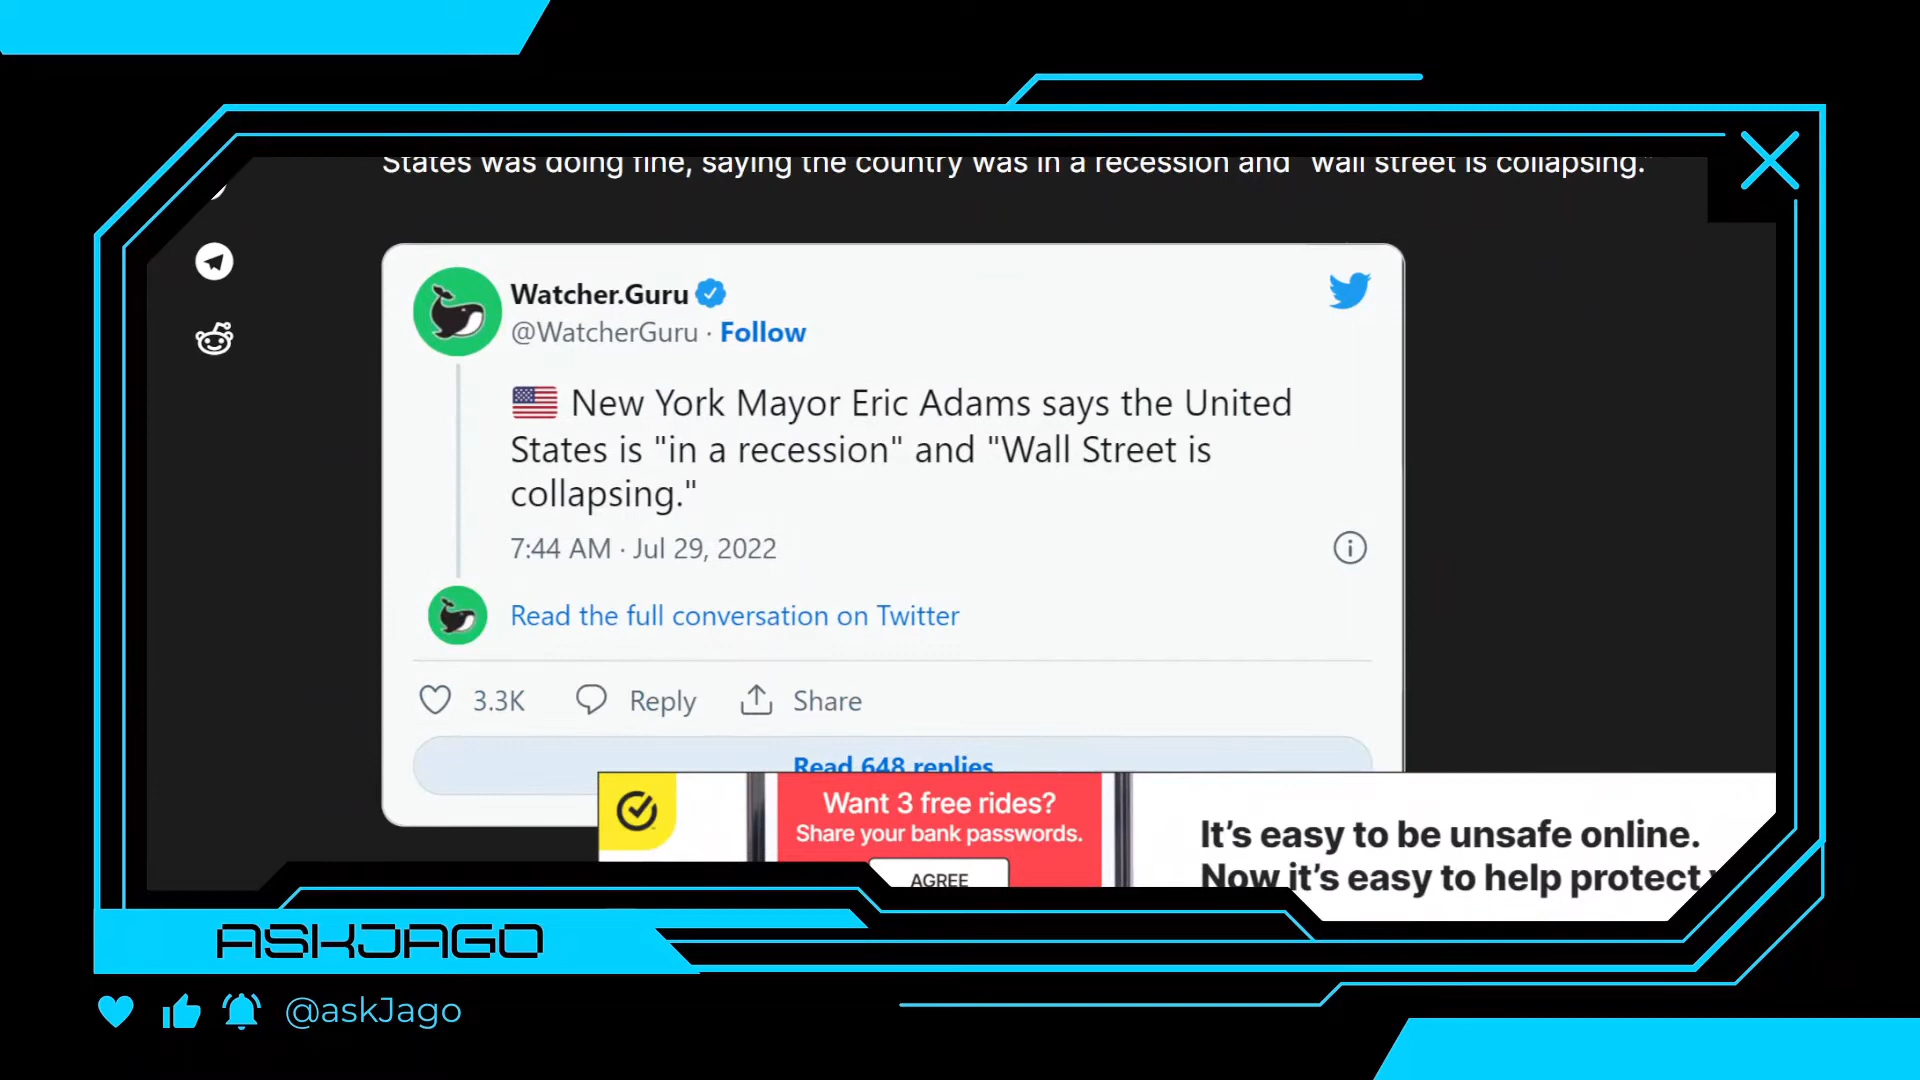 States was doing fine, saying the country was in a recession and "wall street is collapsing."
Watcher.Guru
@WatcherGuru · Follow
🇺🇸 New York Mayor Eric Adams says the United
States is "in a recession" and "Wall Street is
collapsing."
7:44 AM · Jul 29, 2022
Read the full conversation on Twitter
3.3K Reply Share
Read 648 replies
Want 3 free rides?
Share your bank passwords.
AGREE
It's easy to be unsafe online.
Now it's easy to help protect
ASKJAGO
@askJago